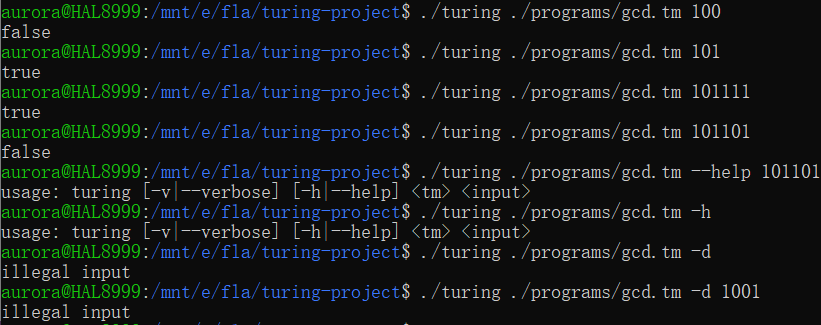 aurora@HAL8999:/mnt/e/fla/turing-project$ ./turing ./programs/gcd.tm 100
false
aurora@HAL8999:/mnt/e/fla/turing-project$ ./turing ./programs/gcd.tm 101
true
aurora@HAL8999:/mnt/e/fla/turing-project$ ./turing ./programs/gcd.tm 101111
true
aurora@HAL8999:/mnt/e/fla/turing-project$ ./turing ./programs/gcd.tm 101101
false
aurora@HAL8999:/mnt/e/fla/turing-project$ ./turing ./programs/gcd.tm --help 101101
usage: turing [-v|--verbose] [-h|--help] <tm> <input>
aurora@HAL8999:/mnt/e/fla/turing-project$ ./turing ./programs/gcd.tm -h
usage: turing [-v|--verbose] [-h|--help] <tm> <input>
aurora@HAL8999:/mnt/e/fla/turing-project$ ./turing ./programs/gcd.tm -d
illegal input
aurora@HAL8999:/mnt/e/fla/turing-project$ ./turing ./programs/gcd.tm -d 1001
illegal input